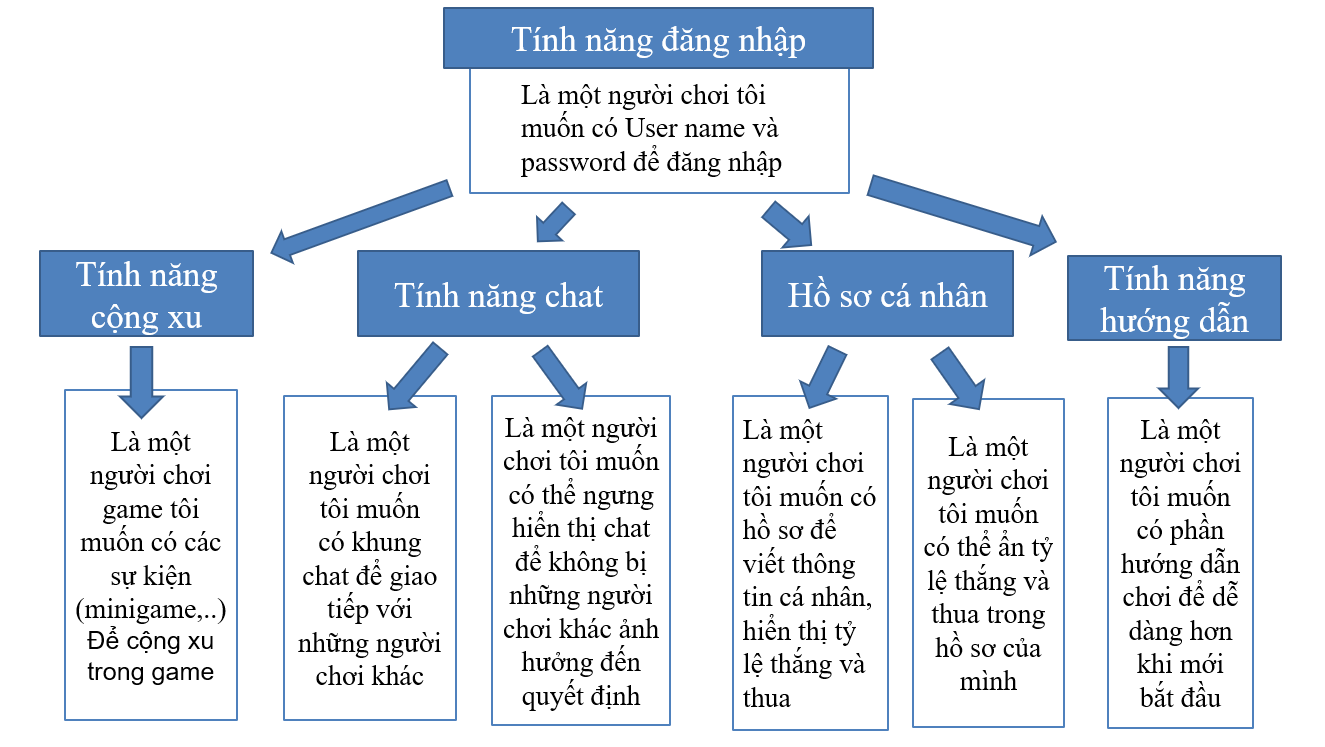 Tính năng đăng nhập
Là một người chơi tôi
muốn có User name và
password để đăng nhập
Tính năng
cộng xu
Tính năng chat
Hồ sơ cá nhân
Tính năng
hướng dẫn
Là một
người chơi
game tôi
muốn có các
sự kiện
(minigame,..)
Để cộng xu
trong game
Là một
người chơi
tôi muốn
có khung
chat để giao
tiếp với
những người
chơi khác
Là một người
chơi tôi muốn
có thể ngưng
hiển thị chat
để không bị
những người
chơi khác ảnh
hưởng đến
quyết định
Là một
người chơi
tôi muốn có
hồ sơ để
viết thông
tin cá nhân,
hiển thị tỷ
lệ thắng và
thua
Là một
người chơi
tôi muốn
có thể ẩn tỷ
lệ thắng và
thua trong
hồ sơ của
mình
Là một
người chơi
tôi muốn
có phần
hướng dẫn
chơi để dễ
dàng hơn
khi mới
bắt đầu